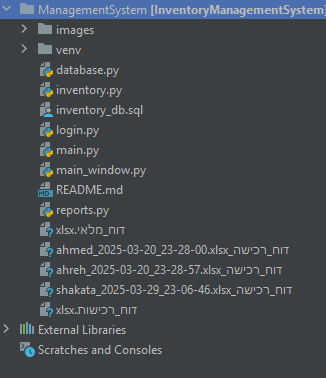 ManagementSystem [InventoryManagementSystem]
images
venv
database.py
inventory.py
inventory_db.sql
login.py
main.py
main_window.py
README.md
reports.py
דוח_מלאי.xlsx
דוח_רכישה_ahmed_2025-03-20_23-28-00.xlsx
דוח_רכישה_ahreh_2025-03-20_23-28-57.xlsx
דוח_רכישה_shakata_2025-03-29_23-06-46.xlsx
דוח_רכישות.xlsx
External Libraries
Scratches and Consoles